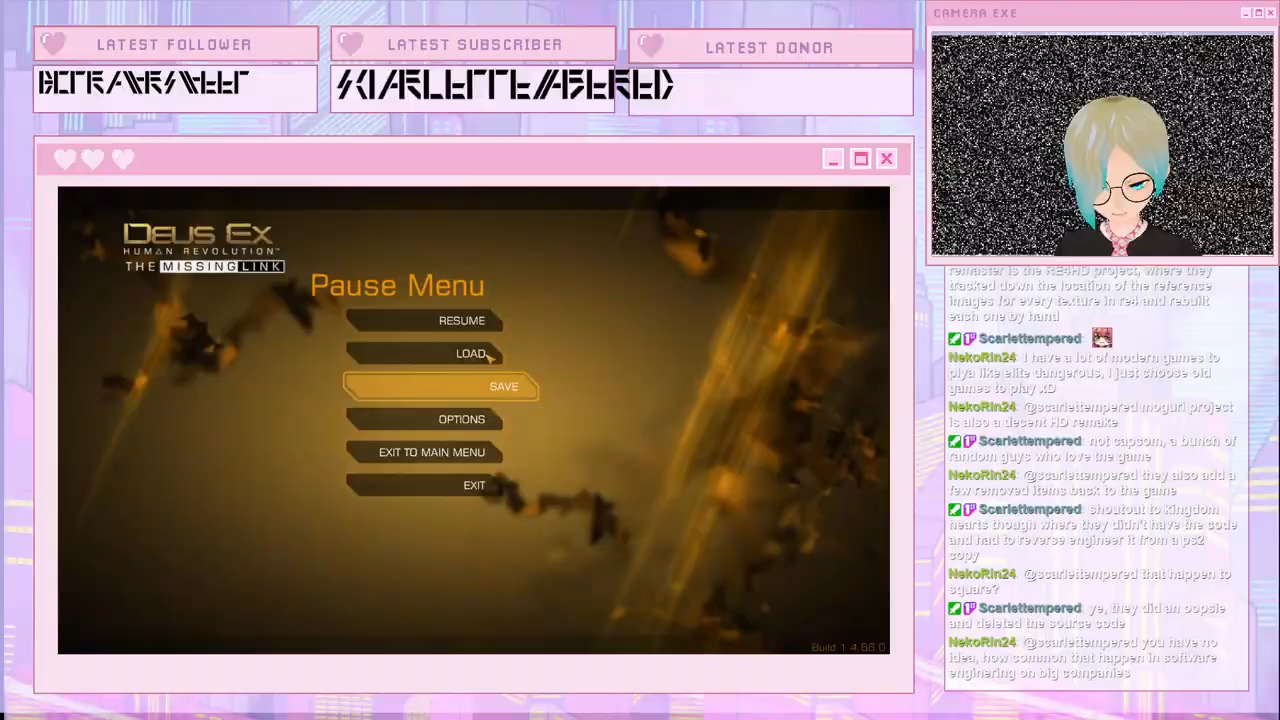 LATEST FOLLOWER
LATEST SUBSCRIBER
LATEST DONOR
CAMERA.EXE
SCARLETTEMPERED
DEUS EX
HUMAN REVOLUTION™
THE MISSING LINK
Pause Menu
RESUME
LOAD
SAVE
OPTIONS
EXIT TO MAIN MENU
EXIT
Build 1.4.66.0
remaster is the RE4HD project, where they
tracked down the location of the reference
images for every texture in re4 and rebuilt
each one by hand
Scarlettempered
NekoRin24 I have a lot of modern games to
plya like elite dangerous, I just choose old
games to play xD
NekoRin24 @scarlettempered moguri project
is also a decent HD remake
Scarlettempered not capcom, a bunch of
random guys who love the game
NekoRin24 @scarlettempered they also add a
few removed items back to the game
Scarlettempered shoutout to kingdom
hearts though where they didn't have the code
and had to reverse engineer it from a ps2
copy
NekoRin24 @scarlettempered that happen to
square?
Scarlettempered ye, they did an oopsie
and deleted the source code
NekoRin24 @scarlettempered you have no
idea, how common that happen in software
enginering on big companies